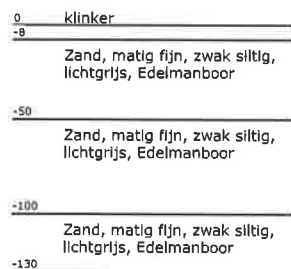 0 klinker
-8
Zand, matig fijn, zwak siltig,
lichtgrijs, Edelmanboor
-50
Zand, matig fijn, zwak siltig,
lichtgrijs, Edelmanboor
-100
Zand, matig fijn, zwak siltig,
lichtgrijs, Edelmanboor
-130